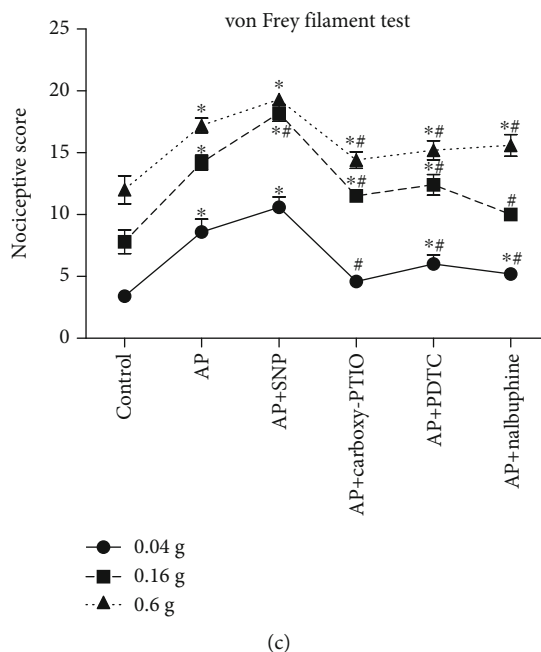 von Frey filament test
Nociceptive score
25
20
15
10
5
0
* * *# *# *#
* *# *# *# #
* * # *# *#
Control
AP
AP+SNP
AP+carboxy-PTIO
AP+PDTC
AP+nalbuphine
0.04 g
0.16 g
0.6 g
(c)